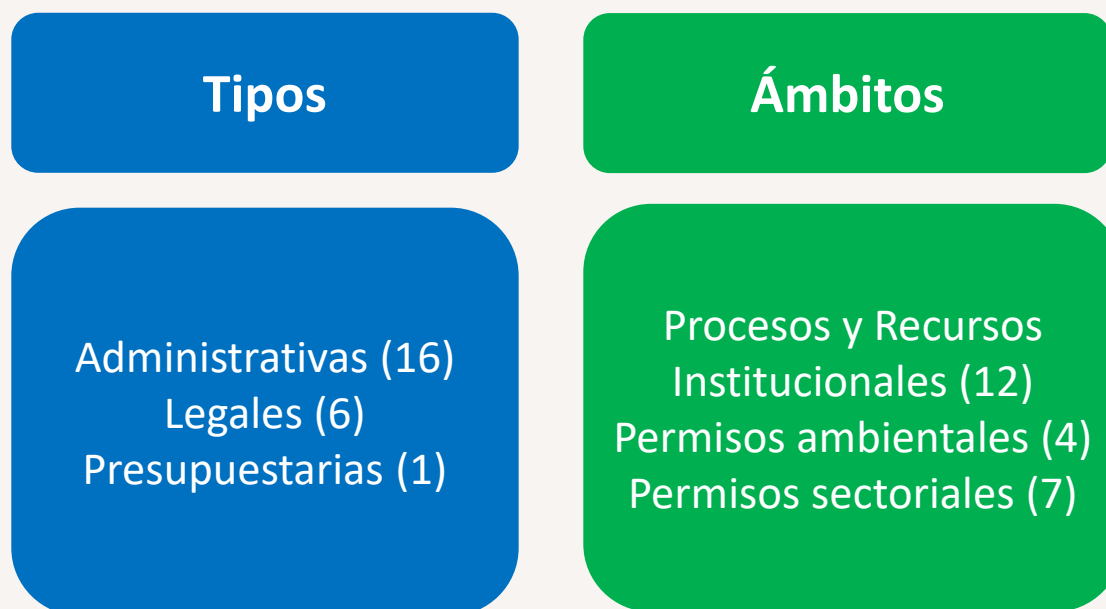 Tipos
Administrativas (16)
Legales (6)
Presupuestarias (1)
Ámbitos
Procesos y Recursos
Institucionales (12)
Permisos ambientales (4)
Permisos sectoriales (7)